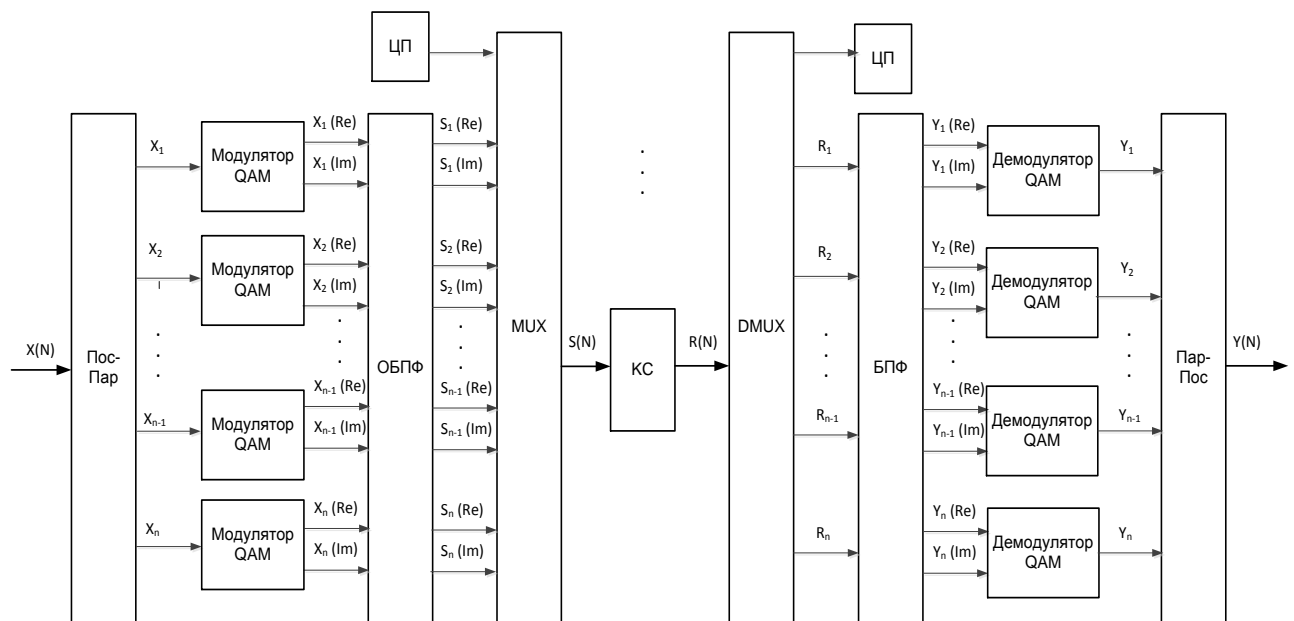 ЦП
ЦП
X(N)
Пос-
Пар
X1
X2
Xn-1
Xn
Модулятор
QAM
Модулятор
QAM
Модулятор
QAM
Модулятор
QAM
X1 (Re)
X1 (Im)
X2 (Re)
X2 (Im)
Xn-1 (Re)
Xn-1 (Im)
Xn (Re)
Xn (Im)
ОБПФ
S1 (Re)
S1 (Im)
S2 (Re)
S2 (Im)
Sn-1 (Re)
Sn-1 (Im)
Sn (Re)
Sn (Im)
MUX
S(N)
КС
R(N)
DMUX
R1
R2
Rn-1
Rn
БПФ
Y1 (Re)
Y1 (Im)
Y2 (Re)
Y2 (Im)
Yn-1 (Re)
Yn-1 (Im)
Yn (Re)
Yn (Im)
Демодулятор
QAM
Демодулятор
QAM
Демодулятор
QAM
Демодулятор
QAM
Y1
Y2
Yn-1
Yn
Пар-
Пос
Y(N)